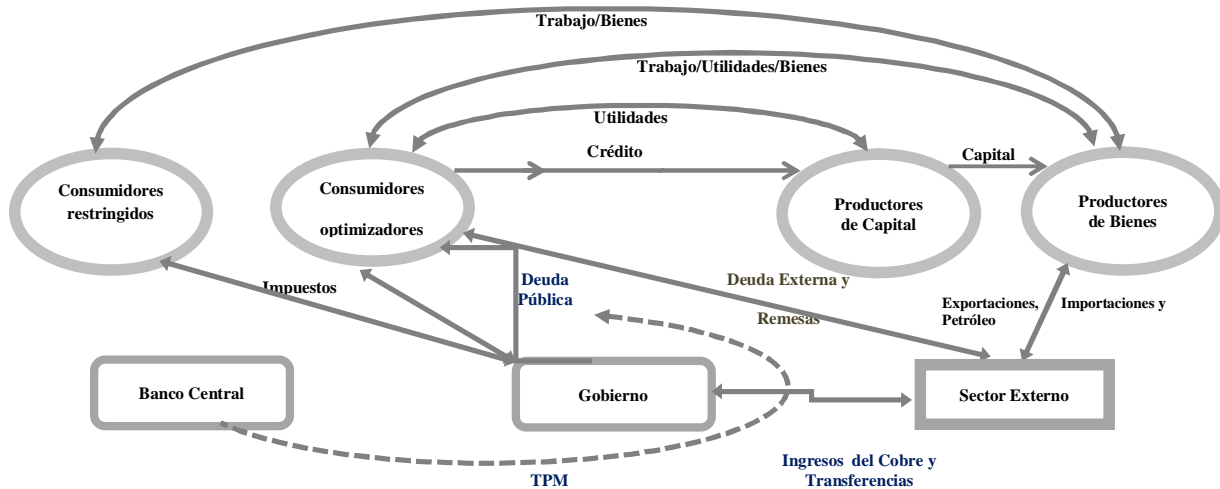 Trabajo/Bienes
Trabajo/Utilidades/Bienes
Utilidades
Crédito
Capital
Consumidores
restringidos
Consumidores
optimizadores
Productores
de Capital
Productores
de Bienes
Impuestos
Deuda
Pública
Deuda Externa y
Remesas
Exportaciones,
Petróleo
Importaciones y
Banco Central
Gobierno
Sector Externo
TPM
Ingresos del Cobre y
Transferencias